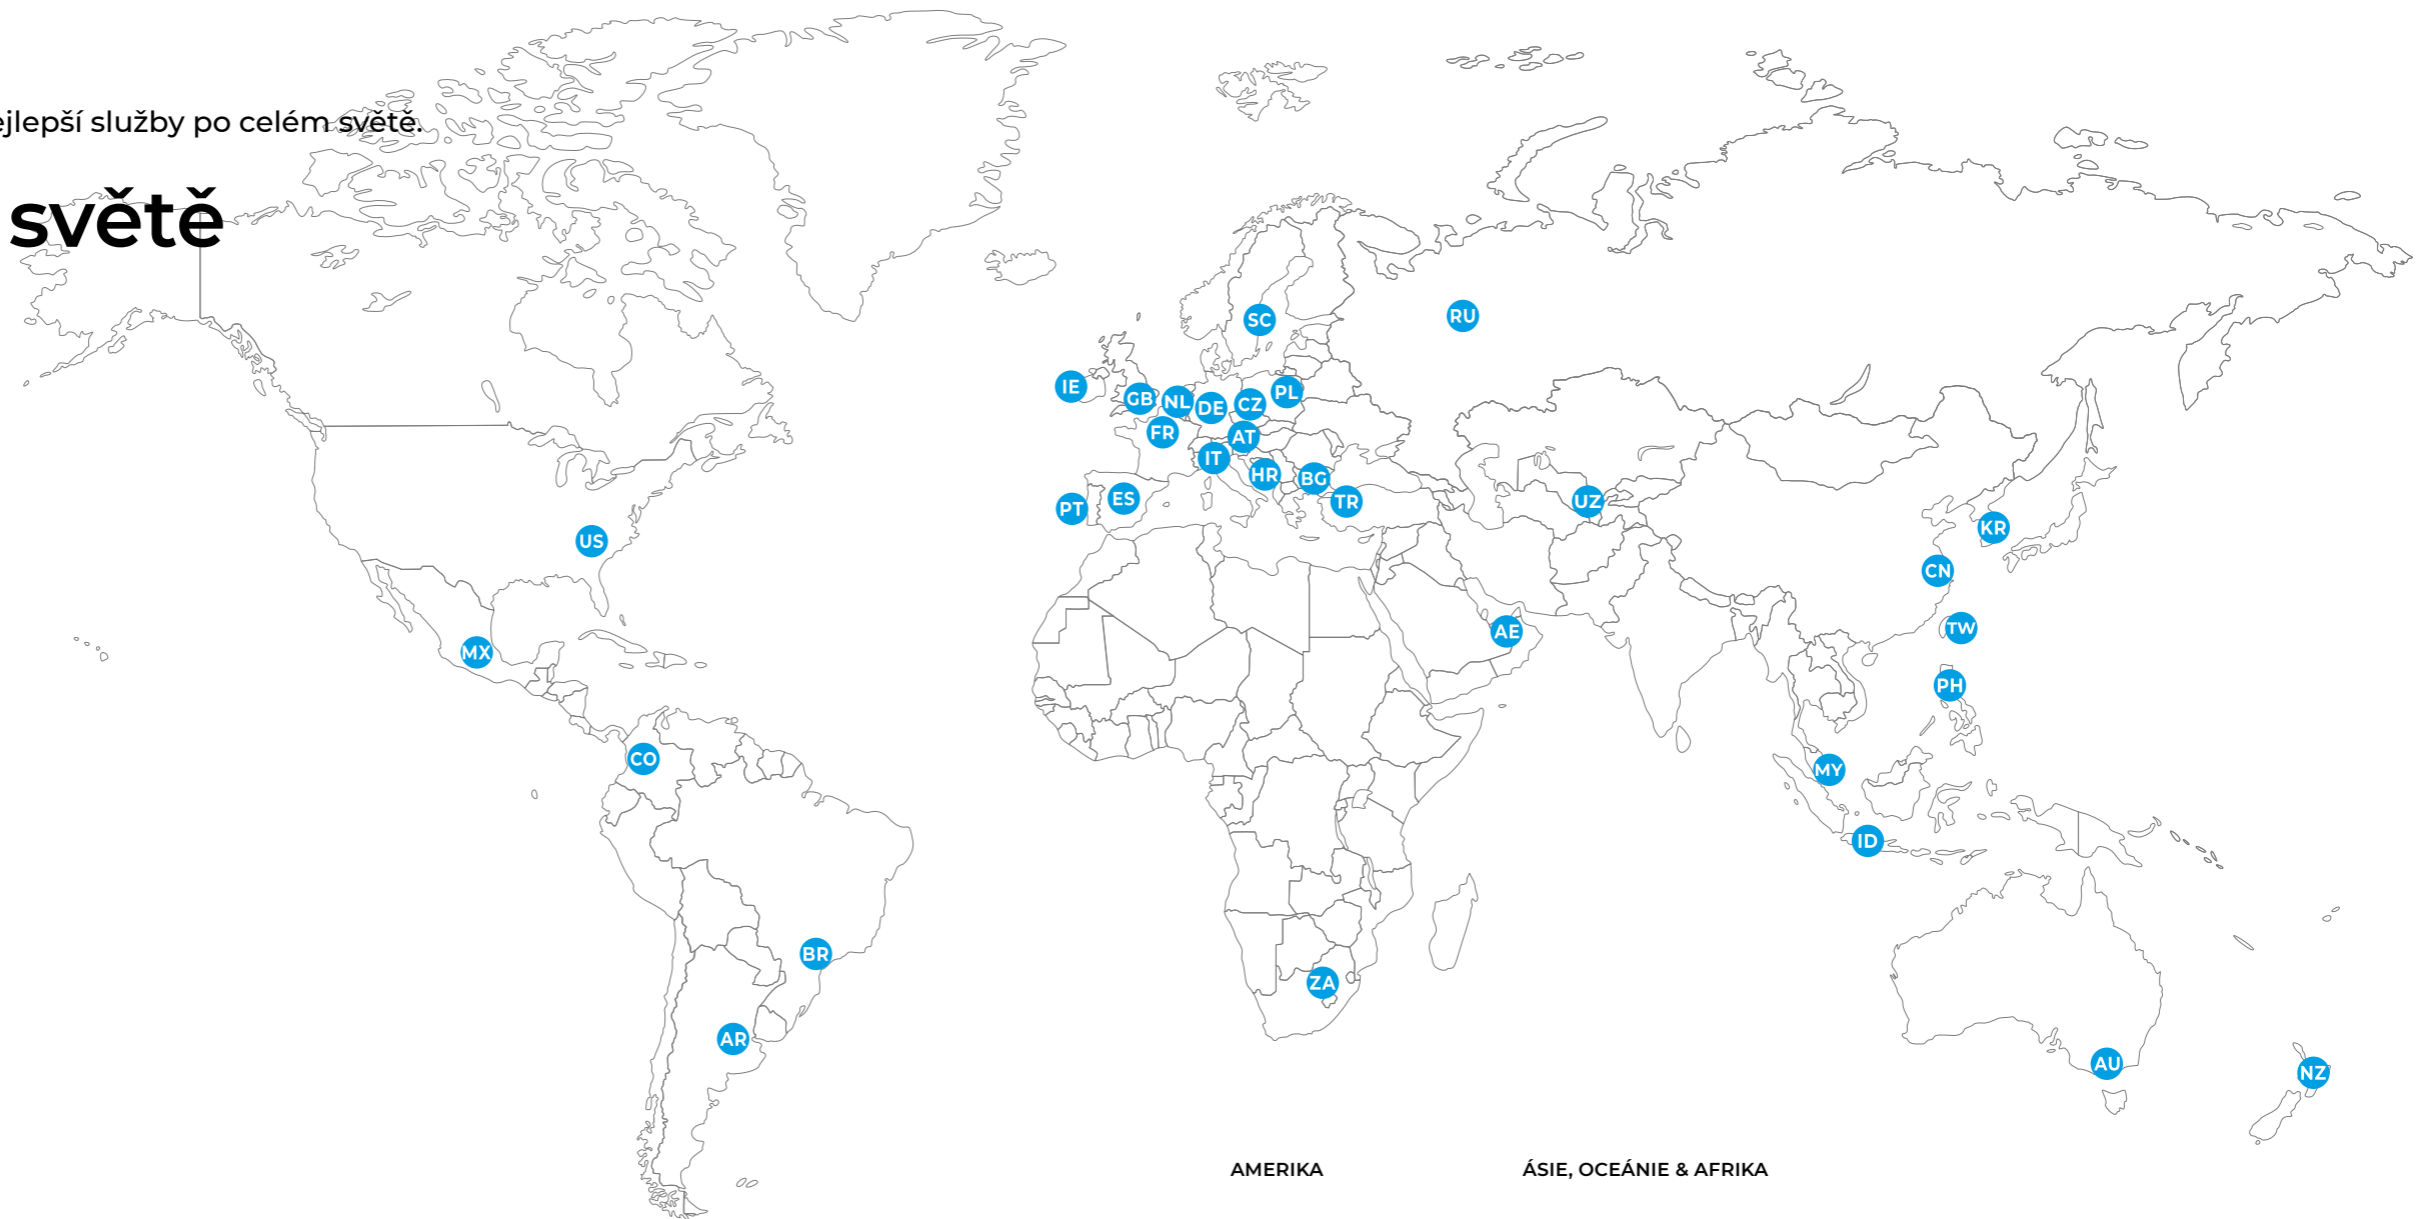 ejlepší služby po celém světě.
světě
SC
RU
IE
GB
NL
DE
CZ
PL
FR
AT
IT
HR
BG
PT
ES
TR
UZ
US
KR
CN
MX
AE
TW
PH
CO
MY
ID
BR
ZA
AR
AU
NZ
AMERIKA
ÁSIE, OCEÁNIE & AFRIKA